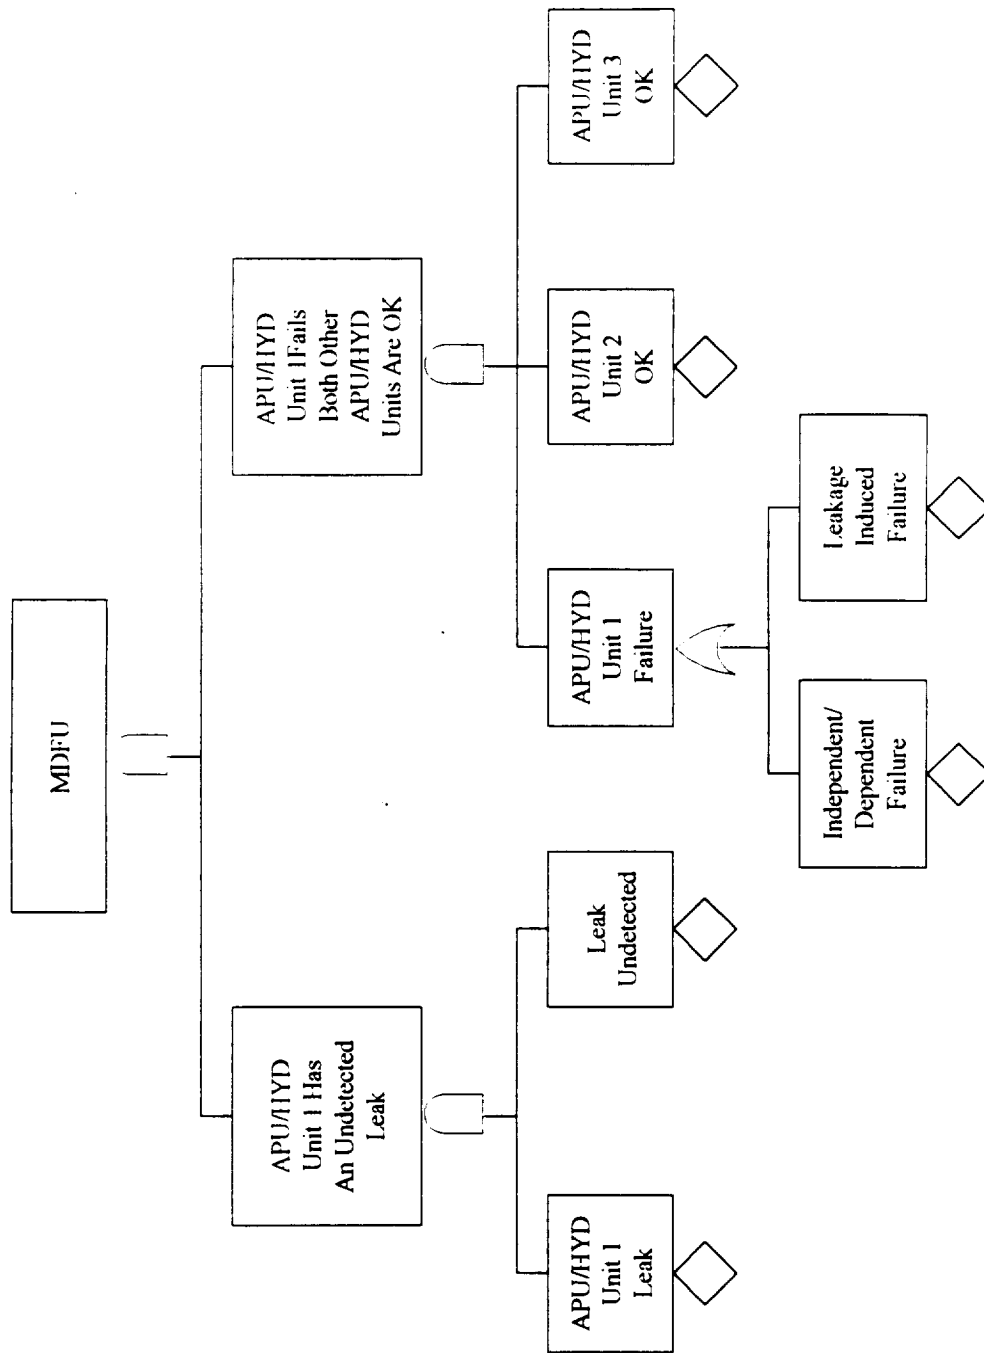 MDFU
APU/HYD
Unit 1 Has
An Undetected
Leak
APU/HYD
Unit 1Fails
Both Other
APU/HYD
Units Are OK
APU/HYD
Unit 1
Leak
Leak
Undetected
APU/HYD
Unit 1
Failure
APU/HYD
Unit 2
OK
APU/HYD
Unit 3
OK
Independent/
Dependent
Failure
Leakage
Induced
Failure